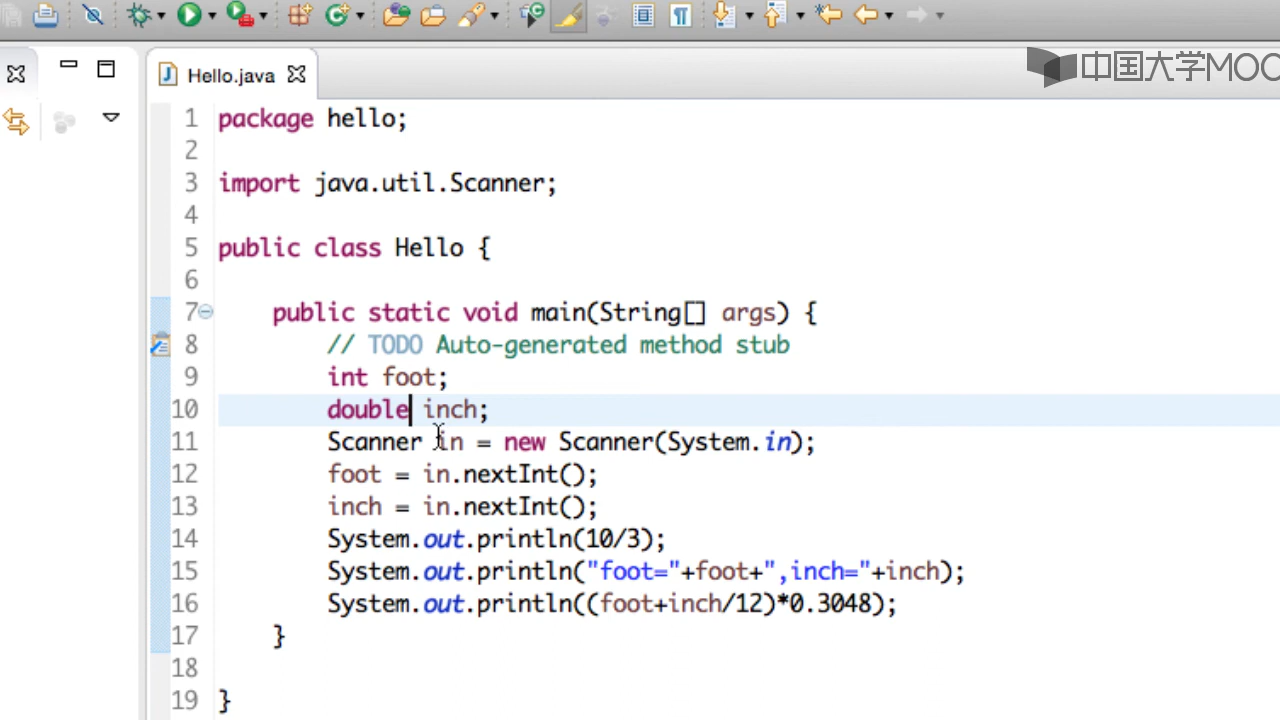 Hello.java
中国大学MOO
1 package hello;
2
3 import java.util.Scanner;
4
5 public class Hello {
6
7 public static void main(String[] args) {
8 // TODO Auto-generated method stub
9 int foot;
10 double inch;
11 Scanner in = new Scanner(System.in);
12 foot = in.nextInt();
13 inch = in.nextInt();
14 System.out.println(10/3);
15 System.out.println("foot="+foot+",inch="+inch);
16 System.out.println((foot+inch/12)*0.3048);
17 }
18
19 }